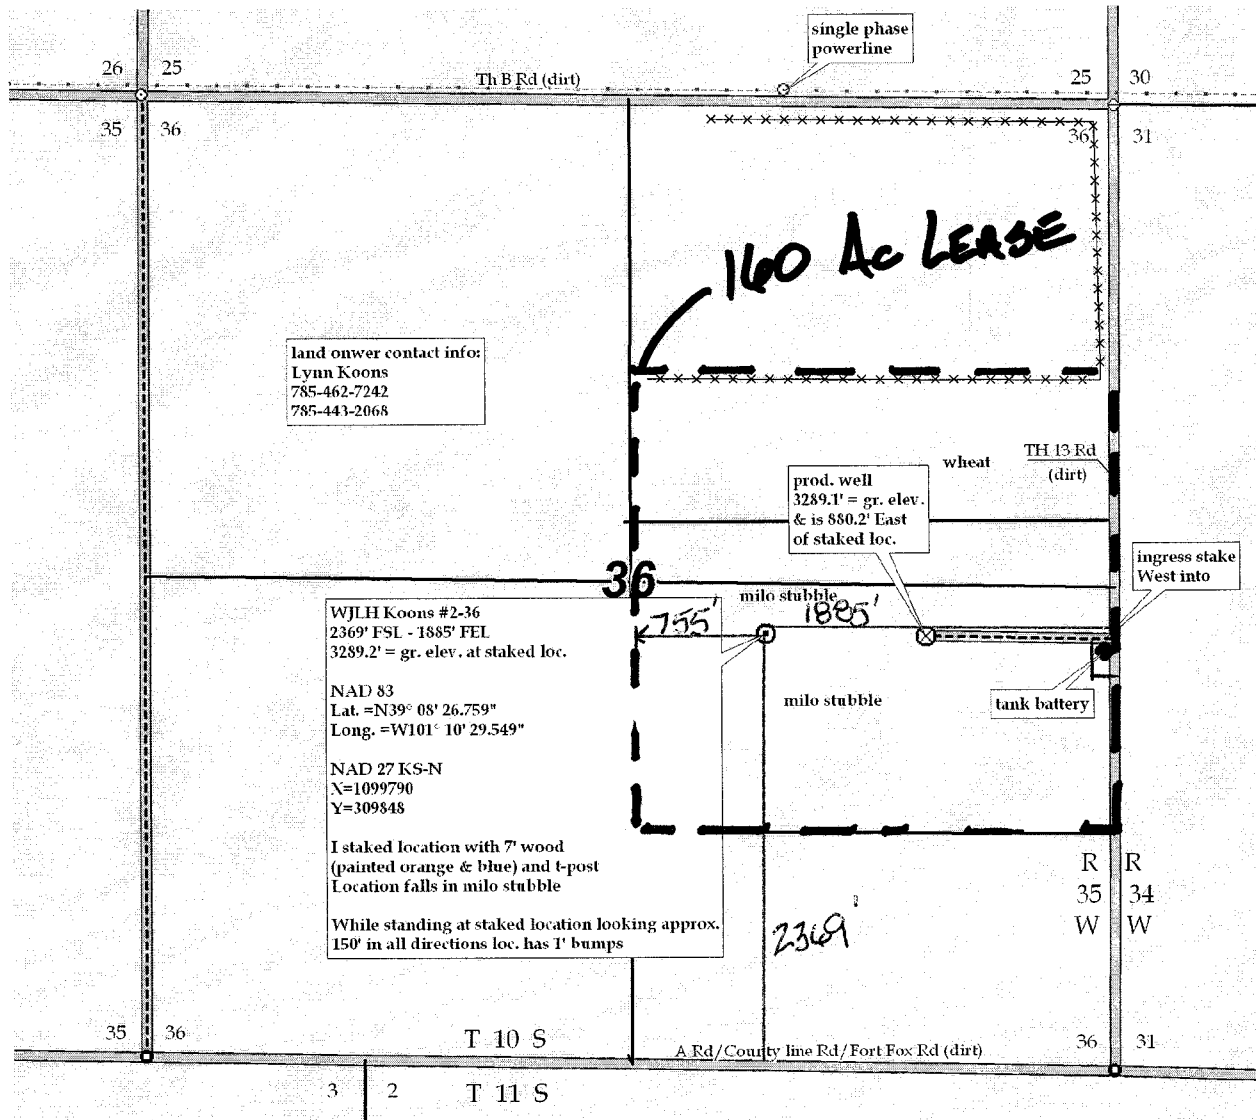 single phase
powerline
26
25
Th B Rd (dirt)
25
30
35
36
36
31
160 Ac LEASE
land onwer contact info:
Lynn Koons
785-462-7242
785-443-2068
wheat
TH 13 Rd
(dirt)
prod. well
3289.1' = gr. elev.
& is 880.2' East
of staked loc.
ingress stake
West into
36
milo stubble
755'
1885'
WJLH Koons #2-36
2369' FSL - 1885' FEL
3289.2' = gr. elev. at staked loc.
NAD 83
Lat. =N39° 08' 26.759"
Long. =W101° 10' 29.549"
NAD 27 KS-N
X=1099790
Y=309848
I staked location with 7' wood
(painted orange & blue) and t-post
Location falls in milo stubble
While standing at staked location looking approx.
150' in all directions loc. has 1' bumps
milo stubble
tank battery
R
R
35
34
W
W
2369'
35
36
T 10 S
A Rd/County line Rd/Fort Fox Rd (dirt)
36
31
3
2
T 11 S